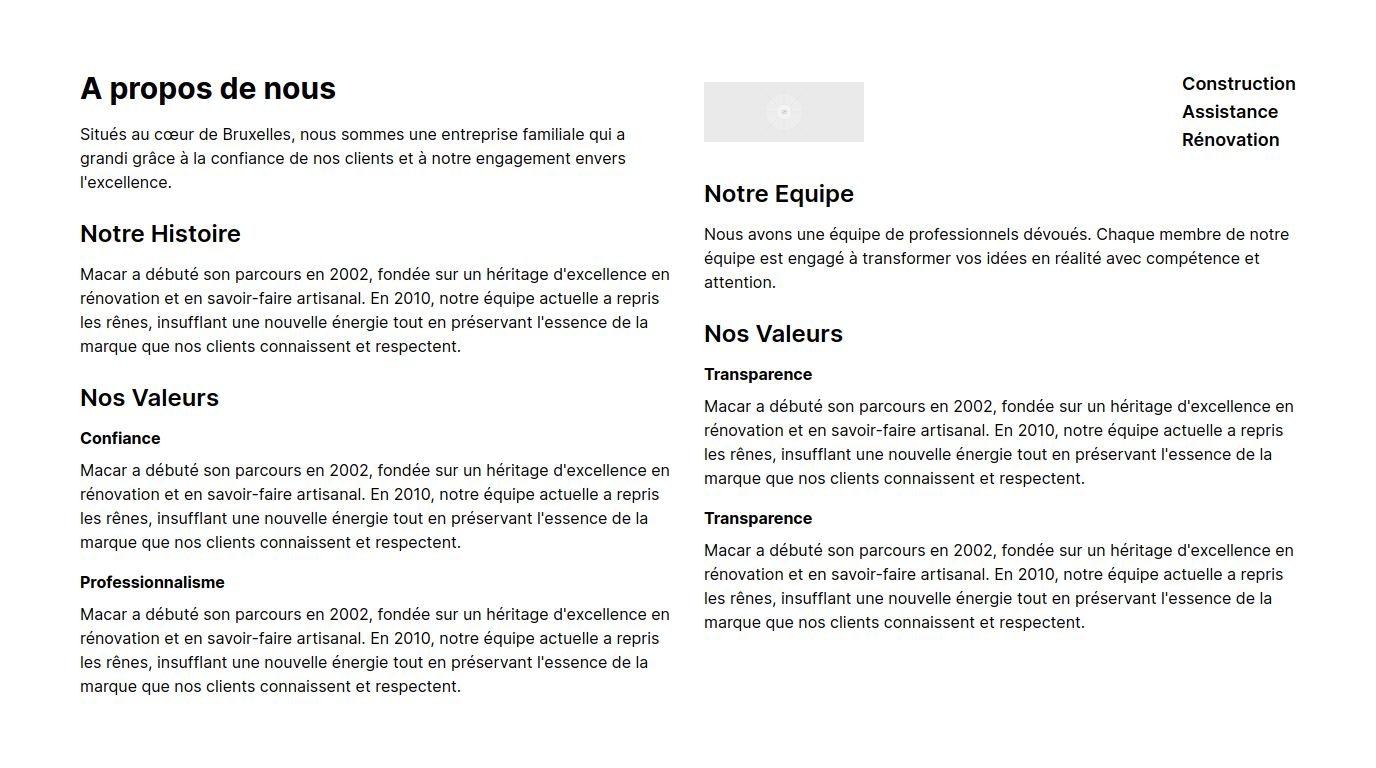 A propos de nous
Situés au cœur de Bruxelles, nous sommes une entreprise familiale qui a
grandi grâce à la confiance de nos clients et à notre engagement envers
l'excellence.
Notre Histoire
Macar a débuté son parcours en 2002, fondée sur un héritage d'excellence en
rénovation et en savoir-faire artisanal. En 2010, notre équipe actuelle a repris
les rênes, insufflant une nouvelle énergie tout en préservant l'essence de la
marque que nos clients connaissent et respectent.
Nos Valeurs
Confiance
Macar a débuté son parcours en 2002, fondée sur un héritage d'excellence en
rénovation et en savoir-faire artisanal. En 2010, notre équipe actuelle a repris
les rênes, insufflant une nouvelle énergie tout en préservant l'essence de la
marque que nos clients connaissent et respectent.
Professionnalisme
Macar a débuté son parcours en 2002, fondée sur un héritage d'excellence en
rénovation et en savoir-faire artisanal. En 2010, notre équipe actuelle a repris
les rênes, insufflant une nouvelle énergie tout en préservant l'essence de la
marque que nos clients connaissent et respectent.
Construction
Assistance
Rénovation
Notre Equipe
Nous avons une équipe de professionnels dévoués. Chaque membre de notre
équipe est engagé à transformer vos idées en réalité avec compétence et
attention.
Nos Valeurs
Transparence
Macar a débuté son parcours en 2002, fondée sur un héritage d'excellence en
rénovation et en savoir-faire artisanal. En 2010, notre équipe actuelle a repris
les rênes, insufflant une nouvelle énergie tout en préservant l'essence de la
marque que nos clients connaissent et respectent.
Transparence
Macar a débuté son parcours en 2002, fondée sur un héritage d'excellence en
rénovation et en savoir-faire artisanal. En 2010, notre équipe actuelle a repris
les rênes, insufflant une nouvelle énergie tout en préservant l'essence de la
marque que nos clients connaissent et respectent.